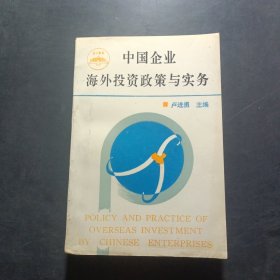 中国企业
海外投资政策与实务
卢进勇 主编
POLICY AND PRACTICE OF
OVERSEAS INVESTMENT
BY CHINESE ENTERPRISES